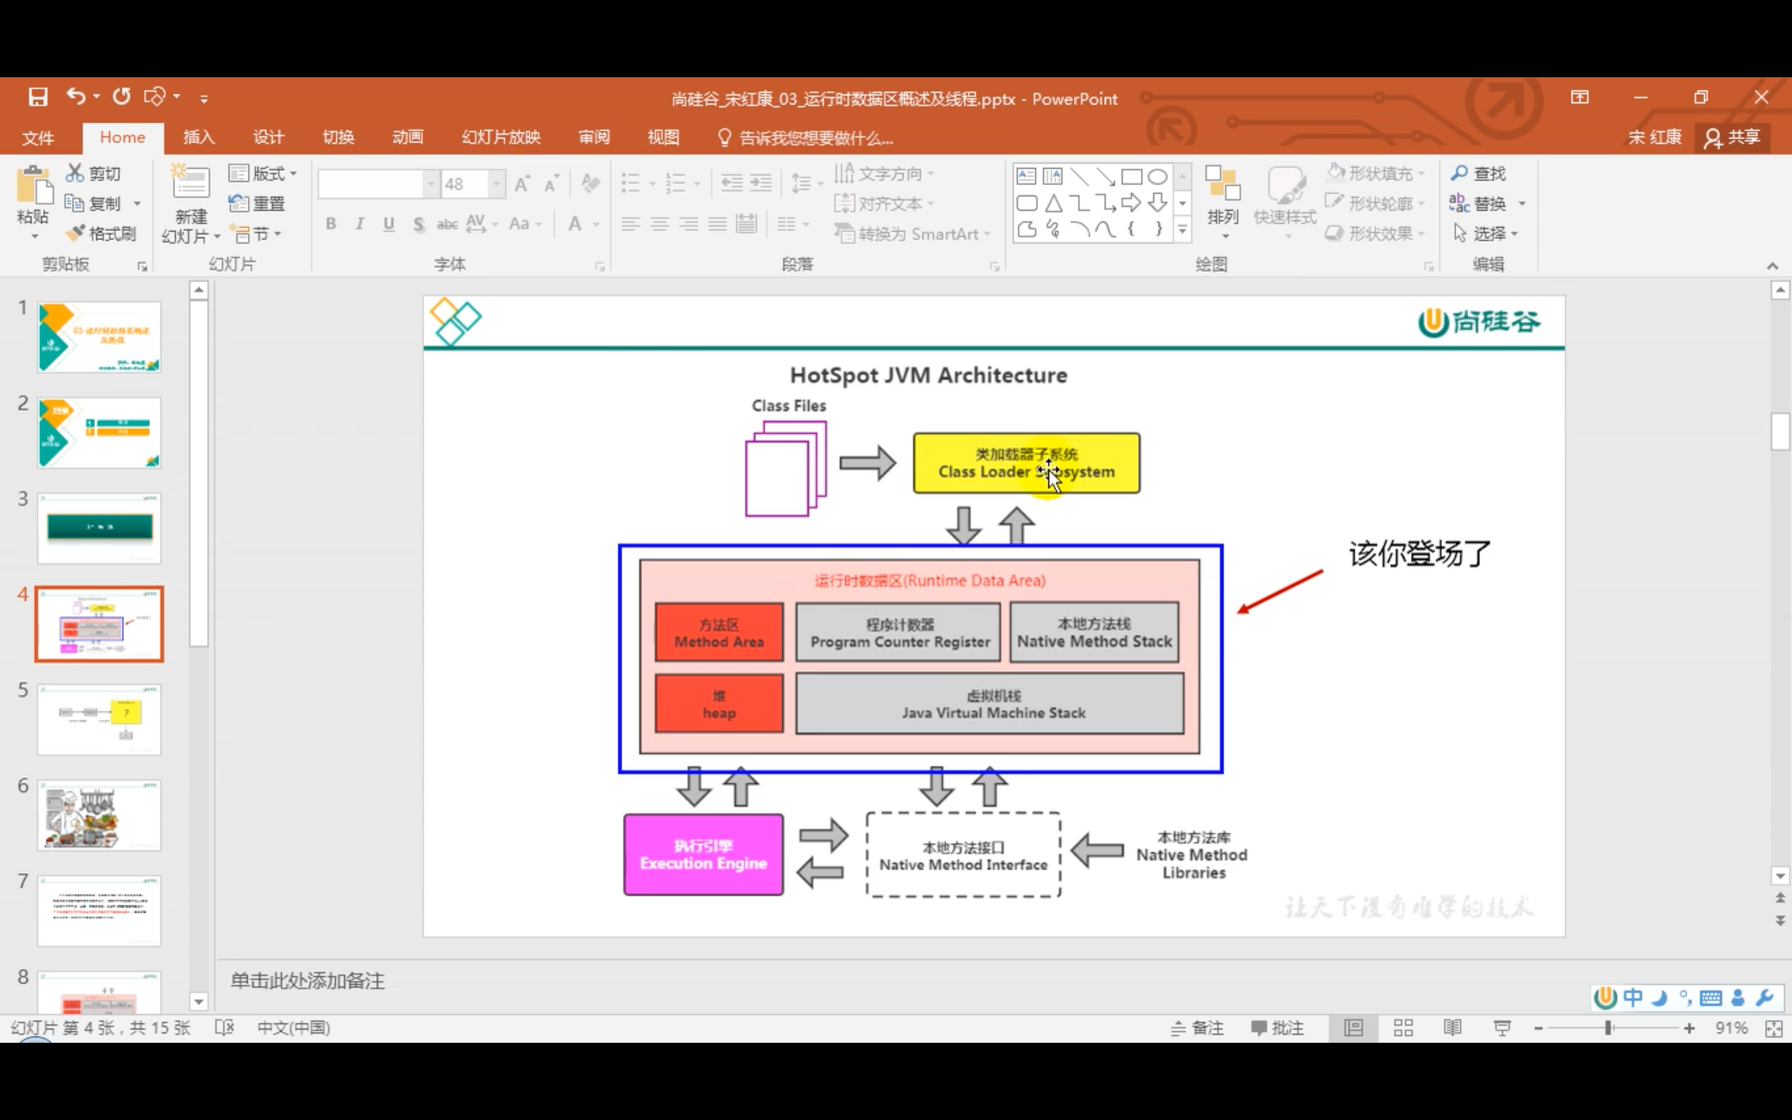 尚硅谷_宋红康_03_运行时数据区概述及线程.pptx - PowerPoint
文件 Home 插入 设计 切换 动画 幻灯片放映 审阅 视图 告诉我您想要做什么... 宋 红康 共享
剪切 复制 格式刷 粘贴
新建幻灯片 版式 重置 节
48
B I U S abc AV Aa A
文字方向 对齐文本 转换为 SmartArt
排列 快速样式 形状填充 形状轮廓 形状效果
查找 替换 选择
剪贴板 幻灯片 字体 段落 绘图 编辑
1
2
3
4
5
6
7
8
尚硅谷
HotSpot JVM Architecture
Class Files
类加载器子系统
Class Loader Subsystem
该你登场了
运行时数据区(Runtime Data Area)
方法区
Method Area
程序计数器
Program Counter Register
本地方法栈
Native Method Stack
堆
heap
虚拟机栈
Java Virtual Machine Stack
执行引擎
Execution Engine
本地方法接口
Native Method Interface
本地方法库
Native Method
Libraries
让天下没有难学的技术
单击此处添加备注
中
幻灯片 第 4 张，共 15 张 中文(中国) 备注 批注 91%